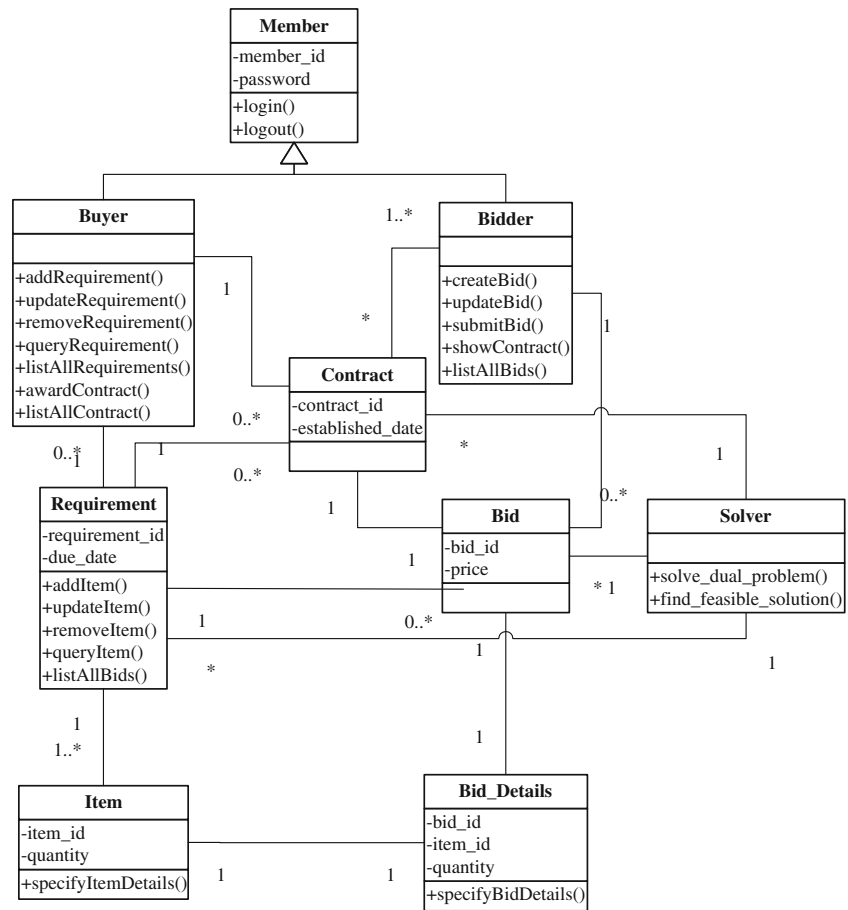 Member
-member_id
-password
+login()
+logout()
Buyer
+addRequirement()
+updateRequirement()
+removeRequirement()
+queryRequirement()
+listAllRequirements()
+awardContract()
+listAllContract()
1..*
Bidder
+createBid()
+updateBid()
+submitBid()
+showContract()
+listAllBids()
1
*
1
Contract
-contract_id
-established_date
0..*
*
1
0..*
1
1
0..*
Requirement
-requirement_id
-due_date
+addItem()
+updateItem()
+removeItem()
+queryItem()
+listAllBids()
1
0..*
Bid
-bid_id
-price
Solver
+solve_dual_problem()
+find_feasible_solution()
1
* 1
1
0..*
1
1
*
1
1..*
1
Item
-item_id
-quantity
+specifyItemDetails()
Bid_Details
-bid_id
-item_id
-quantity
+specifyBidDetails()
1
1